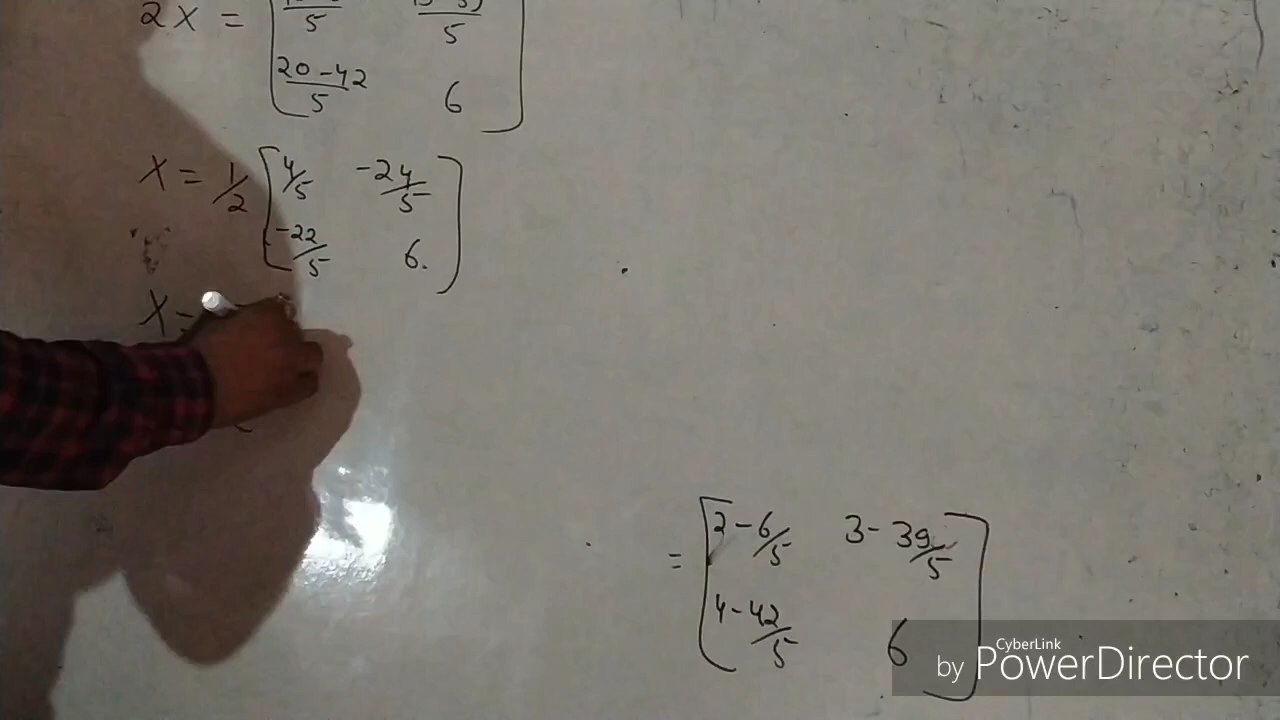 2X =
5 5
20-42/5 6
X = 1/2 [4/5 -24/5
-22/5 6.]
X =
= [2-6/5 3-39/5
4-42/5 6]
CyberLink
by PowerDirector